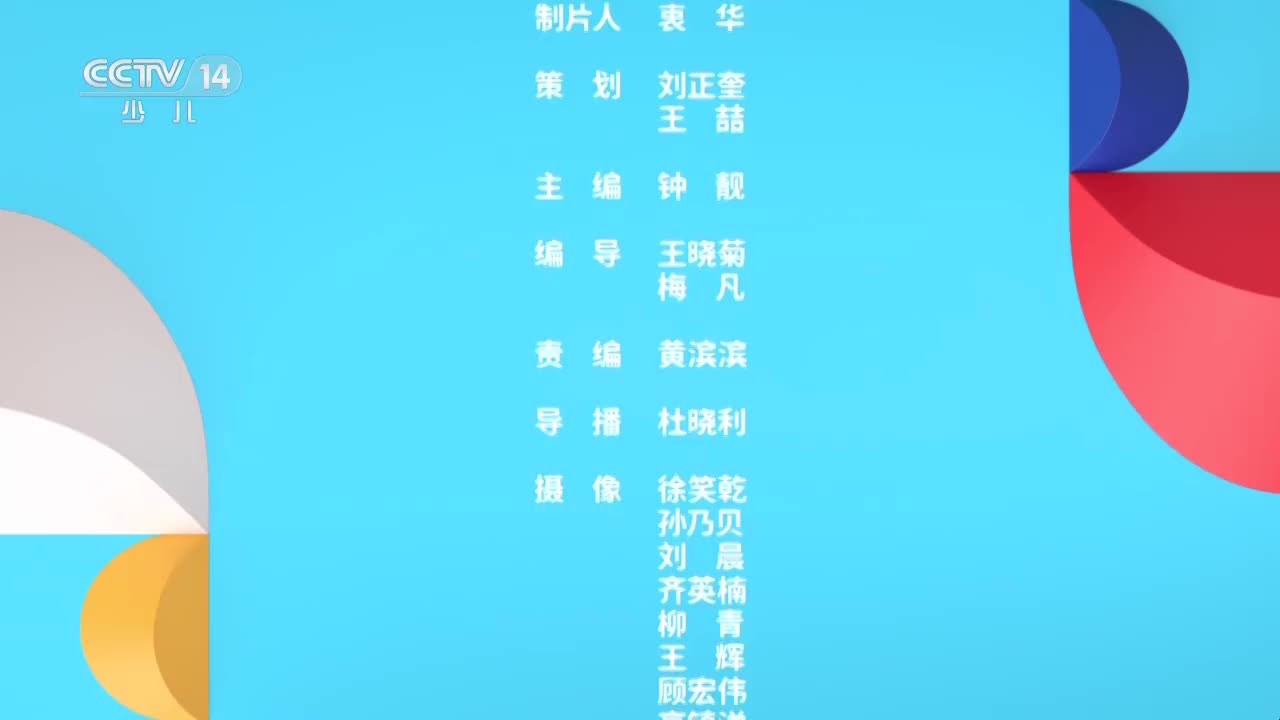 CCTV 14
少儿
制片人 衷华
策划 刘正奎
王喆
主编 钟靓
编导 王晓菊
梅凡
责编 黄滨滨
导播 杜晓利
摄像 徐笑乾
孙乃贝
刘晨
齐英楠
柳青
王辉
顾宏伟